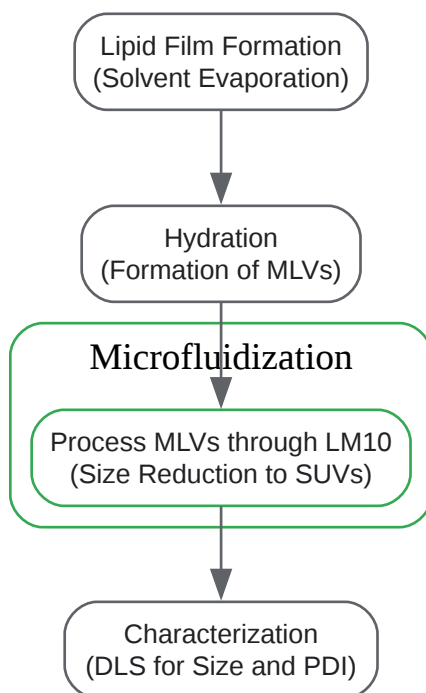 Lipid Film Formation
(Solvent Evaporation)
Hydration
(Formation of MLVs)
Microfluidization
Process MLVs through LM10
(Size Reduction to SUVs)
Characterization
(DLS for Size and PDI)